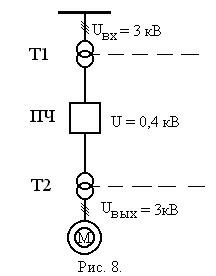 Uвх = 3 кВ
Т1
ПЧ
U = 0,4 кВ
Т2
Uвых = 3кВ
М
Рис. 8.